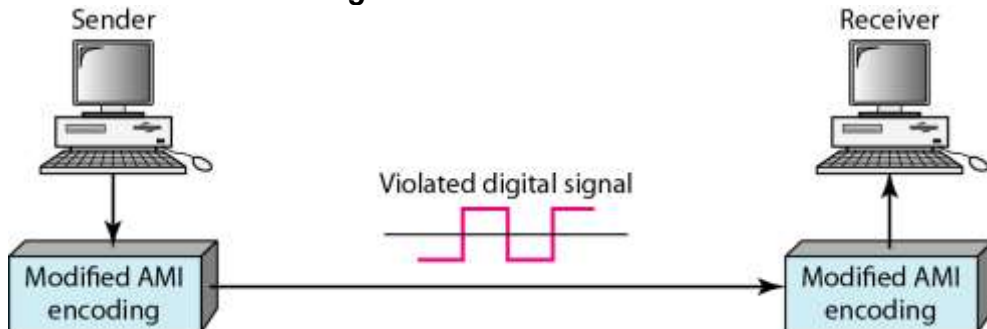 g
Sender
Receiver
Violated digital signal
Modified AMI
encoding
Modified AMI
encoding